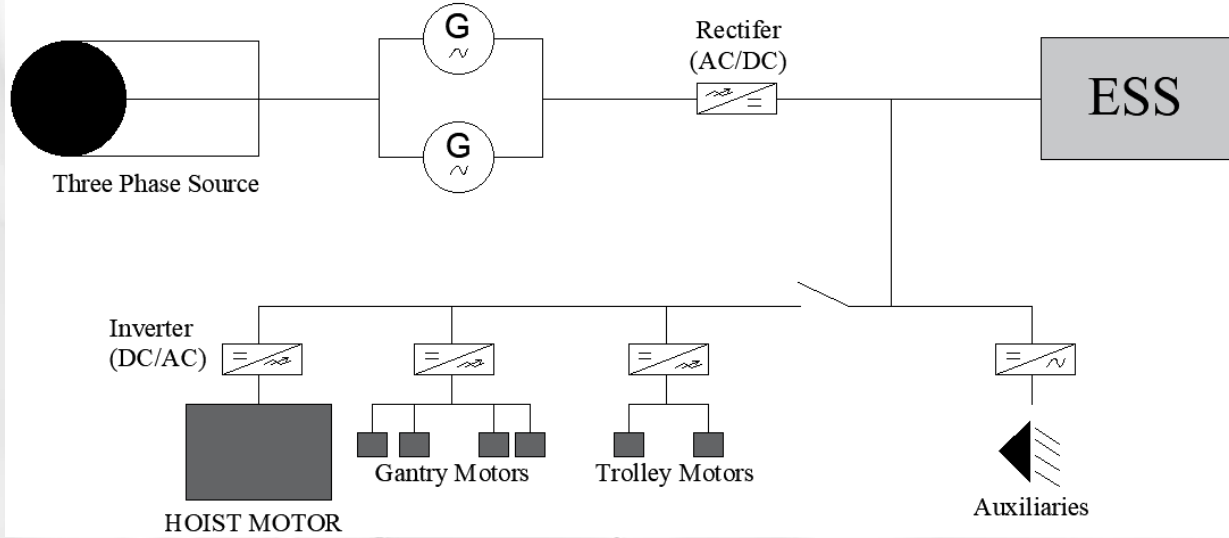 G
Rectifer
(AC/DC)
ESS
G
Three Phase Source
Inverter
(DC/AC)
Gantry Motors
Trolley Motors
Auxiliaries
HOIST MOTOR